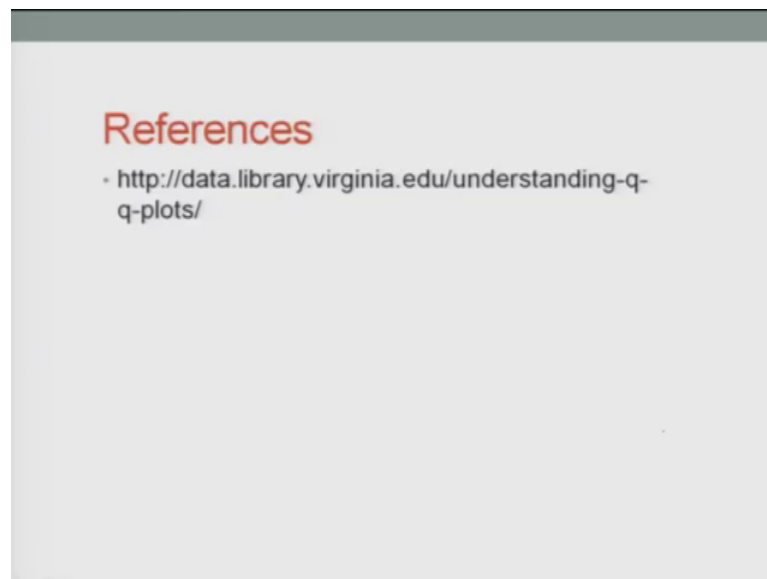 References
· http://data.library.virginia.edu/understanding-q-
q-plots/